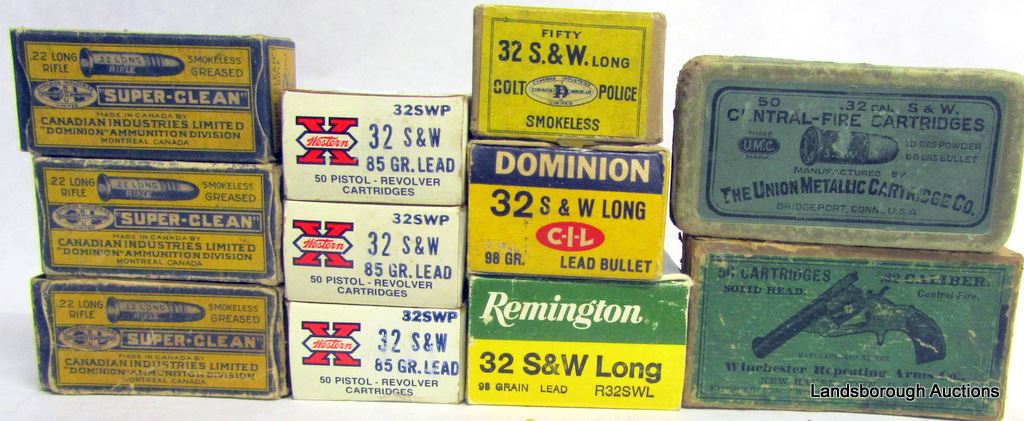 .22 LONG
RIFLE
.22 LONG
RIFLE
SMOKELESS
GREASED
"SUPER-CLEAN"
MADE IN CANADA BY
CANADIAN INDUSTRIES LIMITED
"DOMINION" AMMUNITION DIVISION
MONTREAL CANADA
.22 LONG
RIFLE
.22 LONG
RIFLE
SMOKELESS
GREASED
"SUPER-CLEAN"
MADE IN CANADA BY
CANADIAN INDUSTRIES LIMITED
"DOMINION" AMMUNITION DIVISION
MONTREAL CANADA
.22 LONG
RIFLE
.22 LONG
RIFLE
SMOKELESS
GREASED
"SUPER-CLEAN"
MADE IN CANADA BY
CANADIAN INDUSTRIES LIMITED
"DOMINION" AMMUNITION DIVISION
MONTREAL CANADA
32SWP
X
Western
32 S&W
85 GR. LEAD
50 PISTOL - REVOLVER
CARTRIDGES
32SWP
X
Western
32 S&W
85 GR. LEAD
50 PISTOL - REVOLVER
CARTRIDGES
32SWP
X
Western
32 S&W
85 GR. LEAD
50 PISTOL - REVOLVER
CARTRIDGES
FIFTY
32 S.&W. LONG
COLT POLICE
SMOKELESS
DOMINION
32 S & W LONG
C-I-L
98 GR. LEAD BULLET
Remington
32 S&W Long
98 GRAIN LEAD R32SWL
50 .32 CAL S & W.
CENTRAL-FIRE CARTRIDGES
TRADE
U.M.C.
MANUFACTURED BY
THE UNION METALLIC CARTRIDGE CO.
BRIDGEPORT, CONN., U.S.A
50 CARTRIDGES .32 CALIBER.
SOLID HEAD. Central Fire.
MANUFACTURED BY THE
Winchester Repeating Arms Co.
Landsborough Auctions